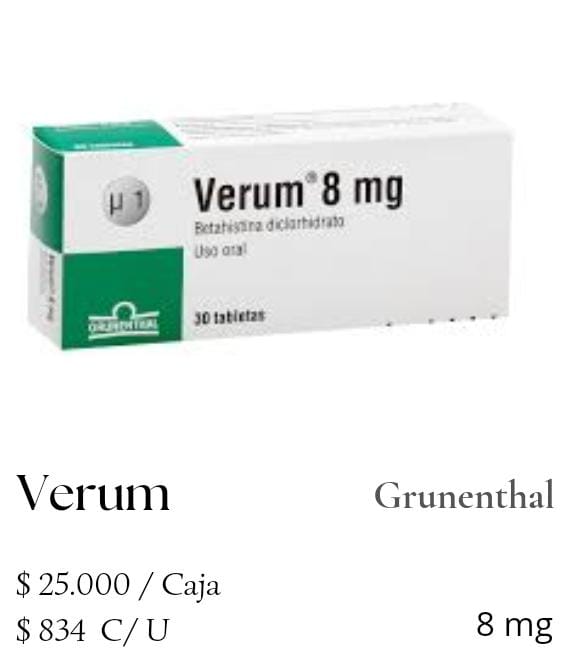 µ 1
Verum® 8 mg
Betahistina diclorhidrato
Uso oral
GRUNENTHAL
30 tabletas
Verum
Grunenthal
$ 25.000 / Caja
$ 834 C/ U
8 mg